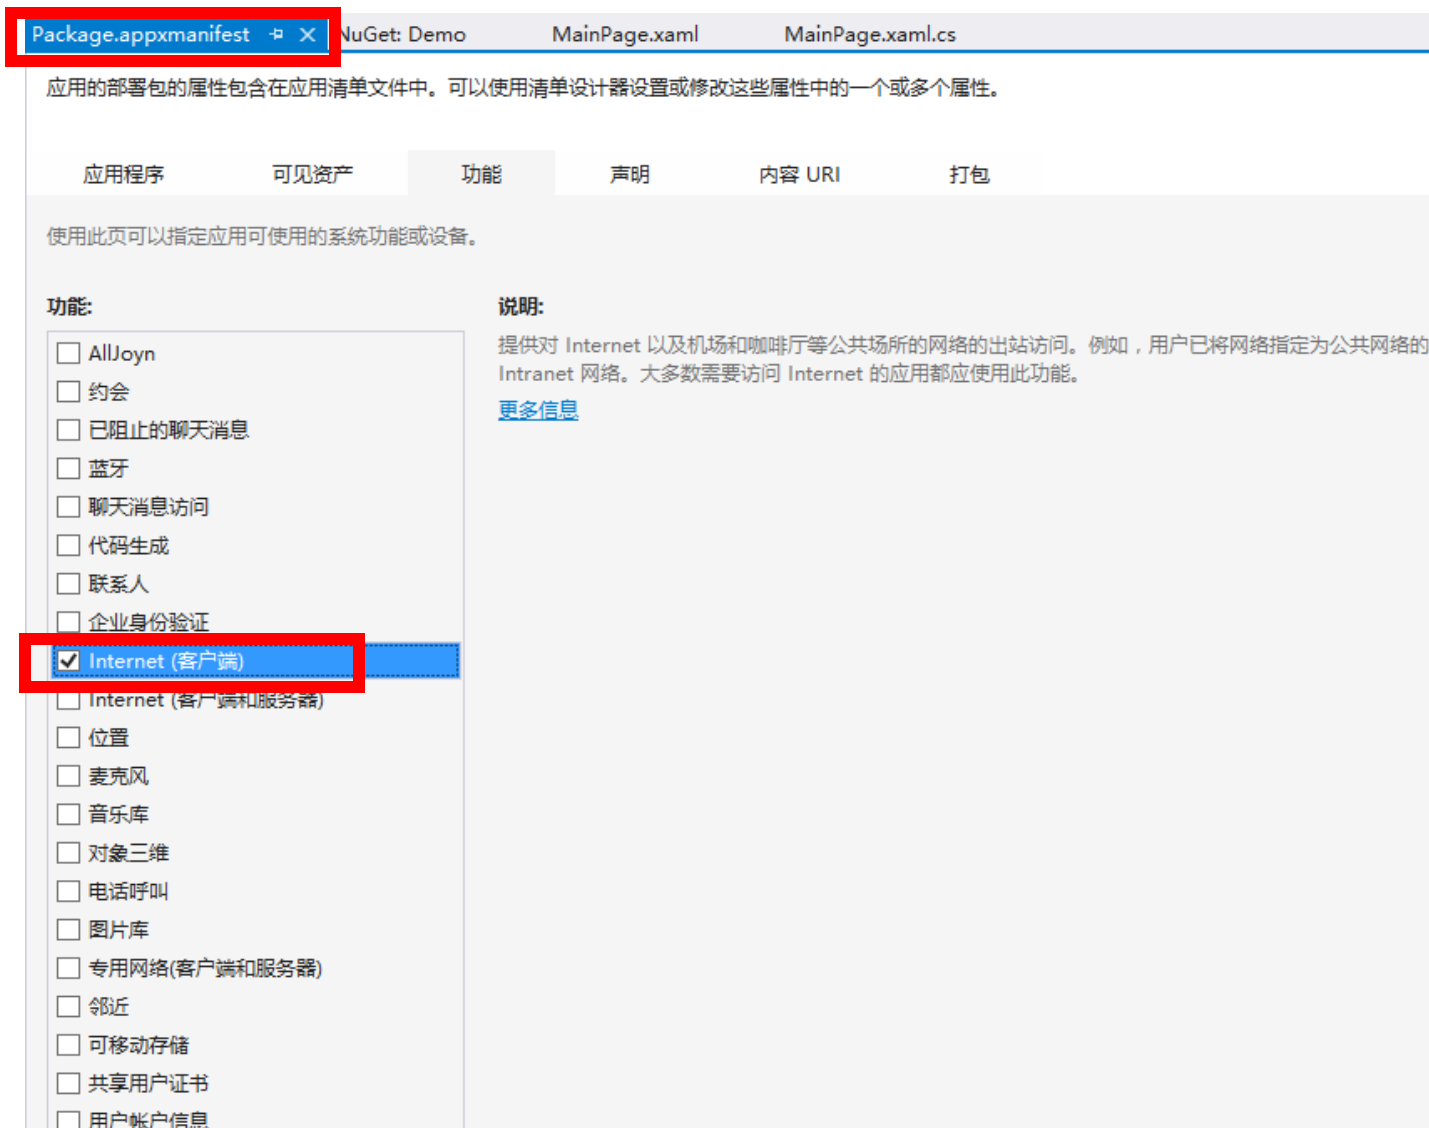 Package.appxmanifest
NuGet: Demo
MainPage.xaml
MainPage.xaml.cs
应用的部署包的属性包含在应用清单文件中。可以使用清单设计器设置或修改这些属性中的一个或多个属性。
应用程序
可见资产
功能
声明
内容 URI
打包
使用此页可以指定应用可使用的系统功能或设备。
功能:
AllJoyn
约会
已阻止的聊天消息
蓝牙
聊天消息访问
代码生成
联系人
企业身份验证
Internet (客户端)
Internet (客户端和服务器)
位置
麦克风
音乐库
对象三维
电话呼叫
图片库
专用网络(客户端和服务器)
邻近
可移动存储
共享用户证书
用户帐户信息
说明:
提供对 Internet 以及机场和咖啡厅等公共场所的网络的出站访问。例如，用户已将网络指定为公共网络的
Intranet 网络。大多数需要访问 Internet 的应用都应使用此功能。
更多信息